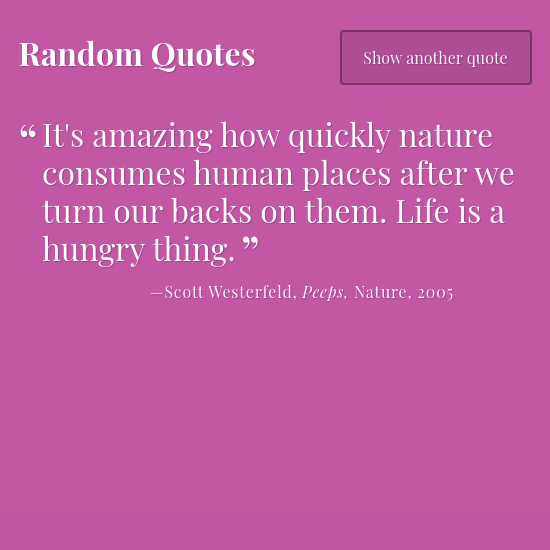 Random Quotes
Show another quote
“It's amazing how quickly nature
consumes human places after we
turn our backs on them. Life is a
hungry thing.”
—Scott Westerfeld, Peeps, Nature, 2005